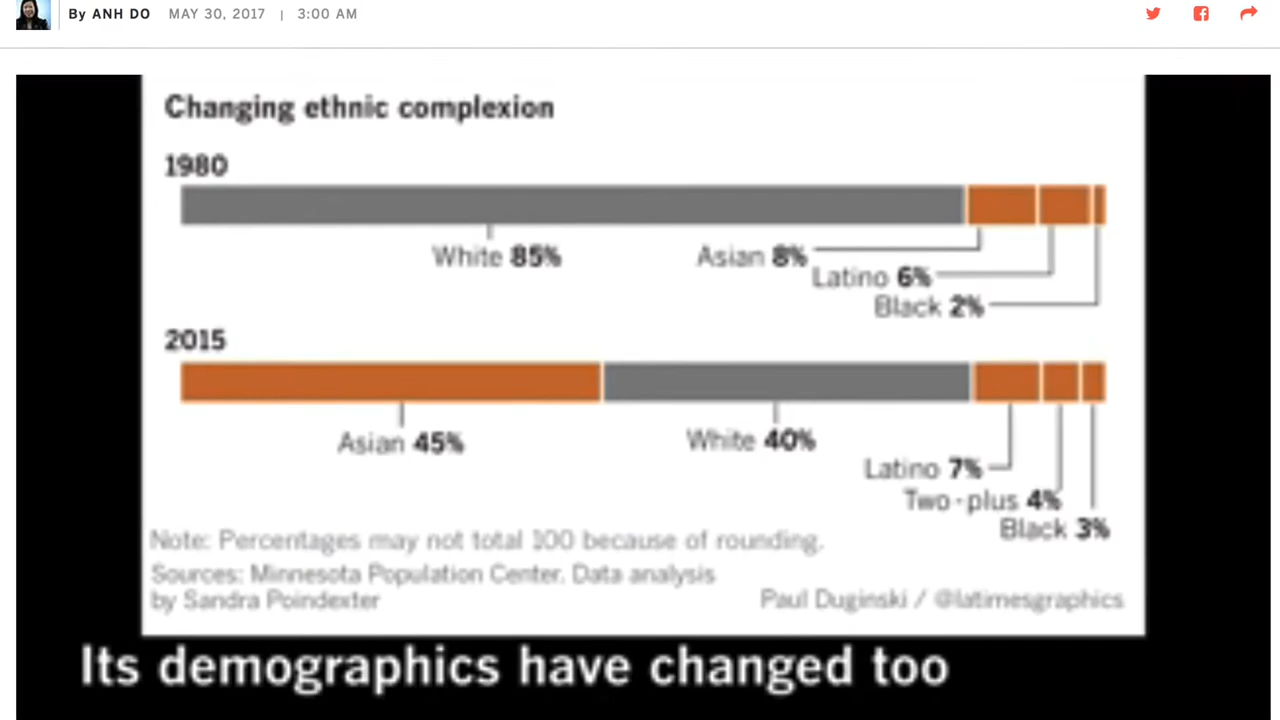 By ANH DO MAY 30, 2017 | 3:00 AM
Changing ethnic complexion
1980
White 85%
Asian 8%
Latino 6%
Black 2%
2015
Asian 45%
White 40%
Latino 7%
Two-plus 4%
Black 3%
Note: Percentages may not total 100 because of rounding.
Sources: Minnesota Population Center. Data analysis
by Sandra Poindexter
Paul Duginski / @latimesgraphics
Its demographics have changed too